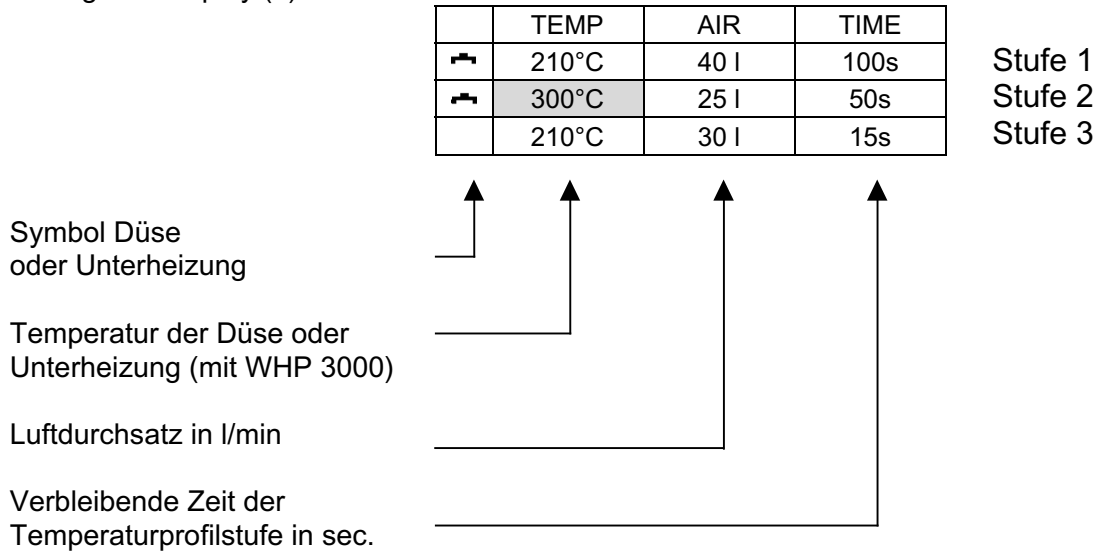 TEMP AIR TIME
210°C 40 l 100s Stufe 1
300°C 25 l 50s Stufe 2
210°C 30 l 15s Stufe 3
Symbol Düse
oder Unterheizung
Temperatur der Düse oder
Unterheizung (mit WHP 3000)
Luftdurchsatz in l/min
Verbleibende Zeit der
Temperaturprofilstufe in sec.